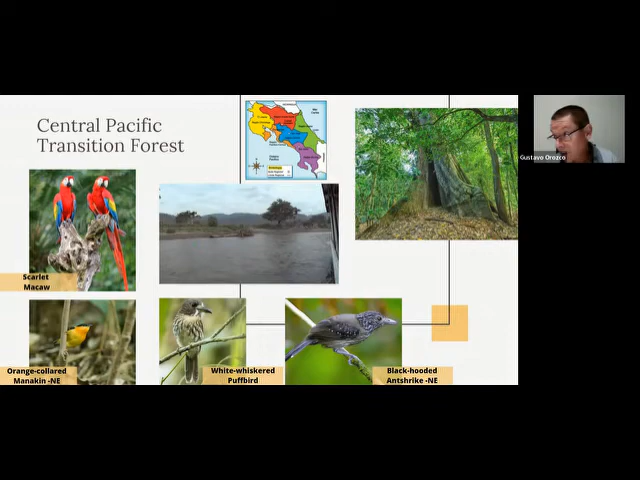 Central Pacific
Transition Forest
Gustavo Orozco
Scarlet
Macaw
Orange-collared
Manakin -NE
White-whiskered
Puffbird
Black-hooded
Antshrike -NE